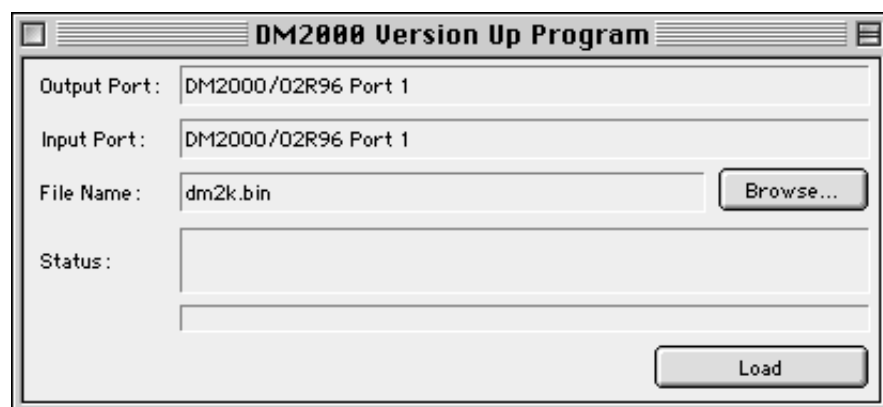 DM2000 Version Up Program
Output Port: DM2000/02R96 Port 1
Input Port: DM2000/02R96 Port 1
File Name: dm2k.bin Browse...
Status:
Load